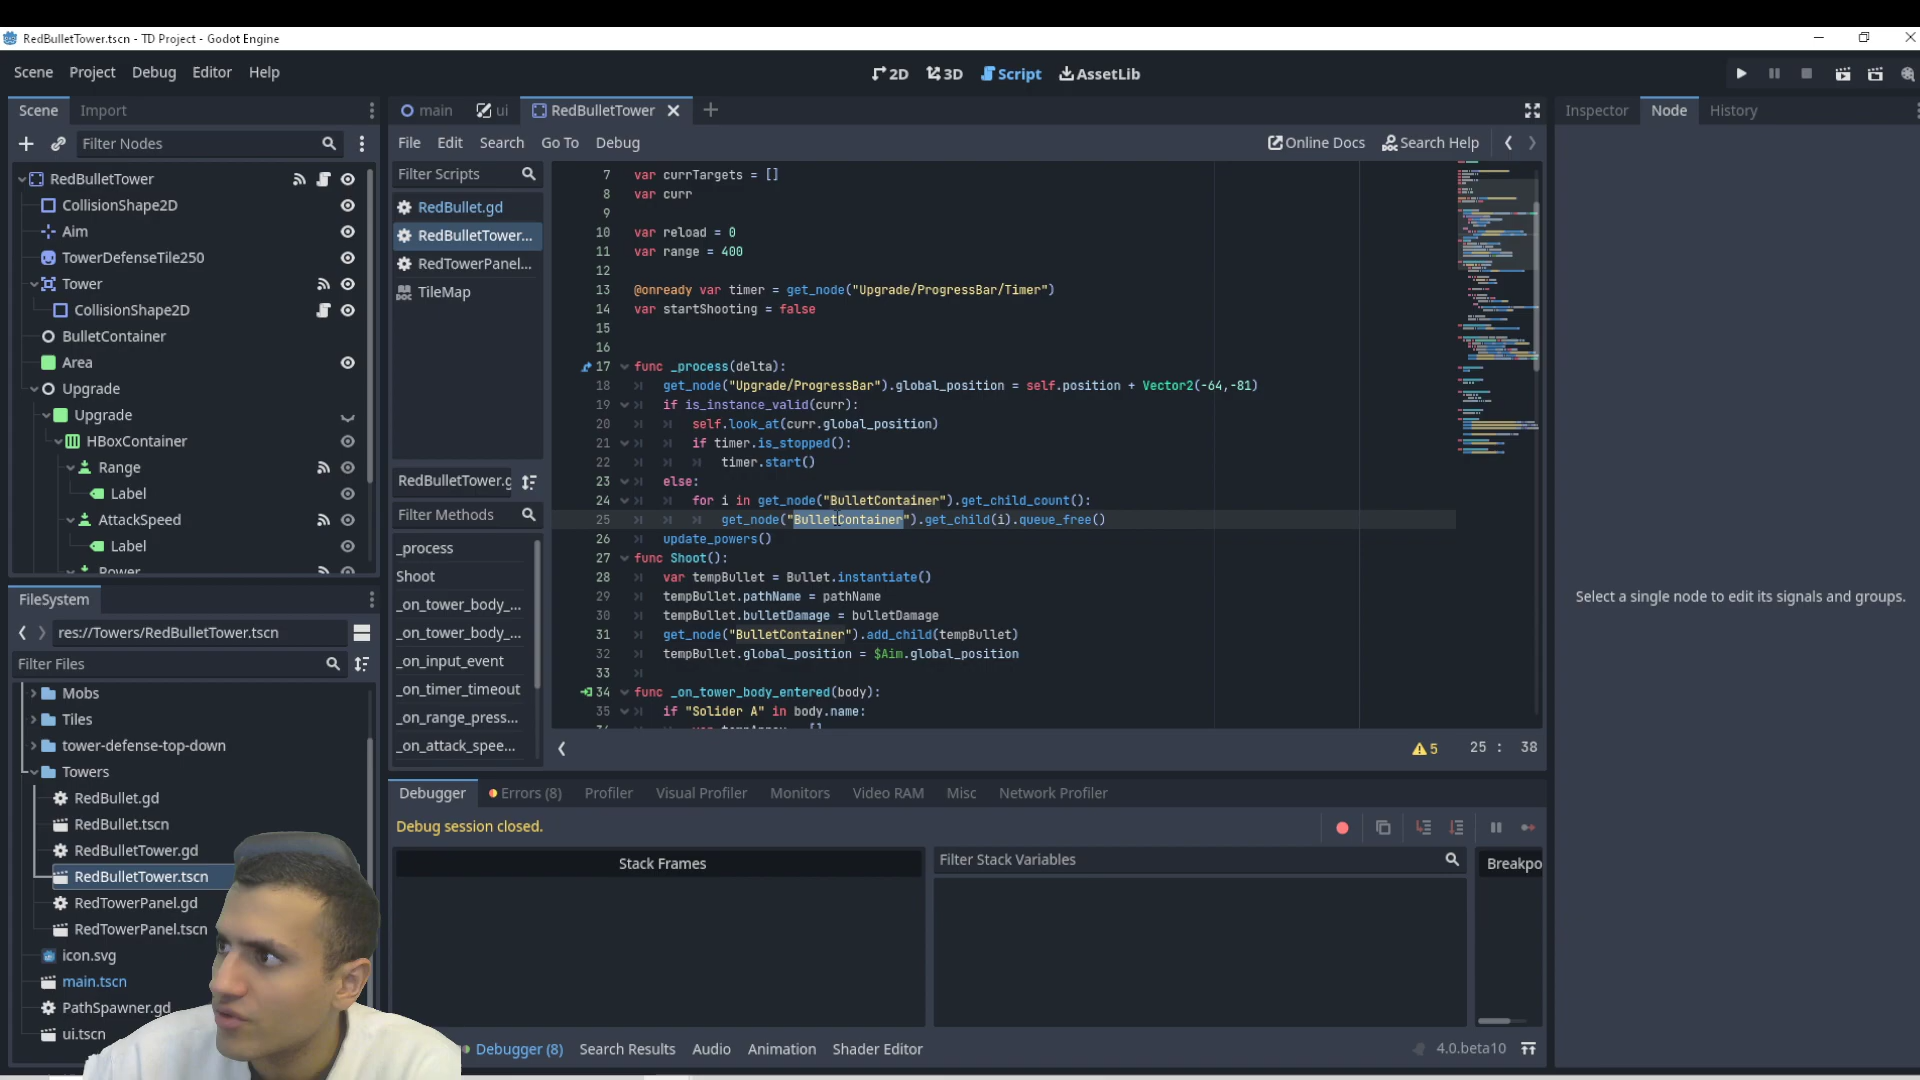 RedBulletTower.tscn - TD Project - Godot Engine
Scene Project Debug Editor Help
2D 3D Script AssetLib
Scene Import
Filter Nodes
RedBulletTower
CollisionShape2D
Aim
TowerDefenseTile250
Tower
CollisionShape2D
BulletContainer
Area
Upgrade
Upgrade
HBoxContainer
Range
Label
AttackSpeed
Label
Power
FileSystem
res://Towers/RedBulletTower.tscn
Filter Files
Mobs
Tiles
tower-defense-top-down
Towers
RedBullet.gd
RedBullet.tscn
RedBulletTower.gd
RedBulletTower.tscn
RedTowerPanel.gd
RedTowerPanel.tscn
icon.svg
main.tscn
PathSpawner.gd
ui.tscn
main ui RedBulletTower
File Edit Search Go To Debug
Online Docs Search Help
Filter Scripts
RedBullet.gd
RedBulletTower...
RedTowerPanel...
TileMap
RedBulletTower.g
Filter Methods
_process
Shoot
_on_tower_body_...
_on_tower_body_...
_on_input_event
_on_timer_timeout
_on_range_press...
_on_attack_spee...
7 var currTargets = []
8 var curr
9
10 var reload = 0
11 var range = 400
12
13 @onready var timer = get_node("Upgrade/ProgressBar/Timer")
14 var startShooting = false
15
16
17 func _process(delta):
18 get_node("Upgrade/ProgressBar").global_position = self.position + Vector2(-64,-81)
19 if is_instance_valid(curr):
20 self.look_at(curr.global_position)
21 if timer.is_stopped():
22 timer.start()
23 else:
24 for i in get_node("BulletContainer").get_child_count():
25 get_node("BulletContainer").get_child(i).queue_free()
26 update_powers()
27 func Shoot():
28 var tempBullet = Bullet.instantiate()
29 tempBullet.pathName = pathName
30 tempBullet.bulletDamage = bulletDamage
31 get_node("BulletContainer").add_child(tempBullet)
32 tempBullet.global_position = $Aim.global_position
33
34 func _on_tower_body_entered(body):
35 if "Solider A" in body.name:
5 25 : 38
Debugger Errors (8) Profiler Visual Profiler Monitors Video RAM Misc Network Profiler
Debug session closed.
Stack Frames
Filter Stack Variables
Breakpo
Debugger (8) Search Results Audio Animation Shader Editor
4.0.beta10
Inspector Node History
Select a single node to edit its signals and groups.